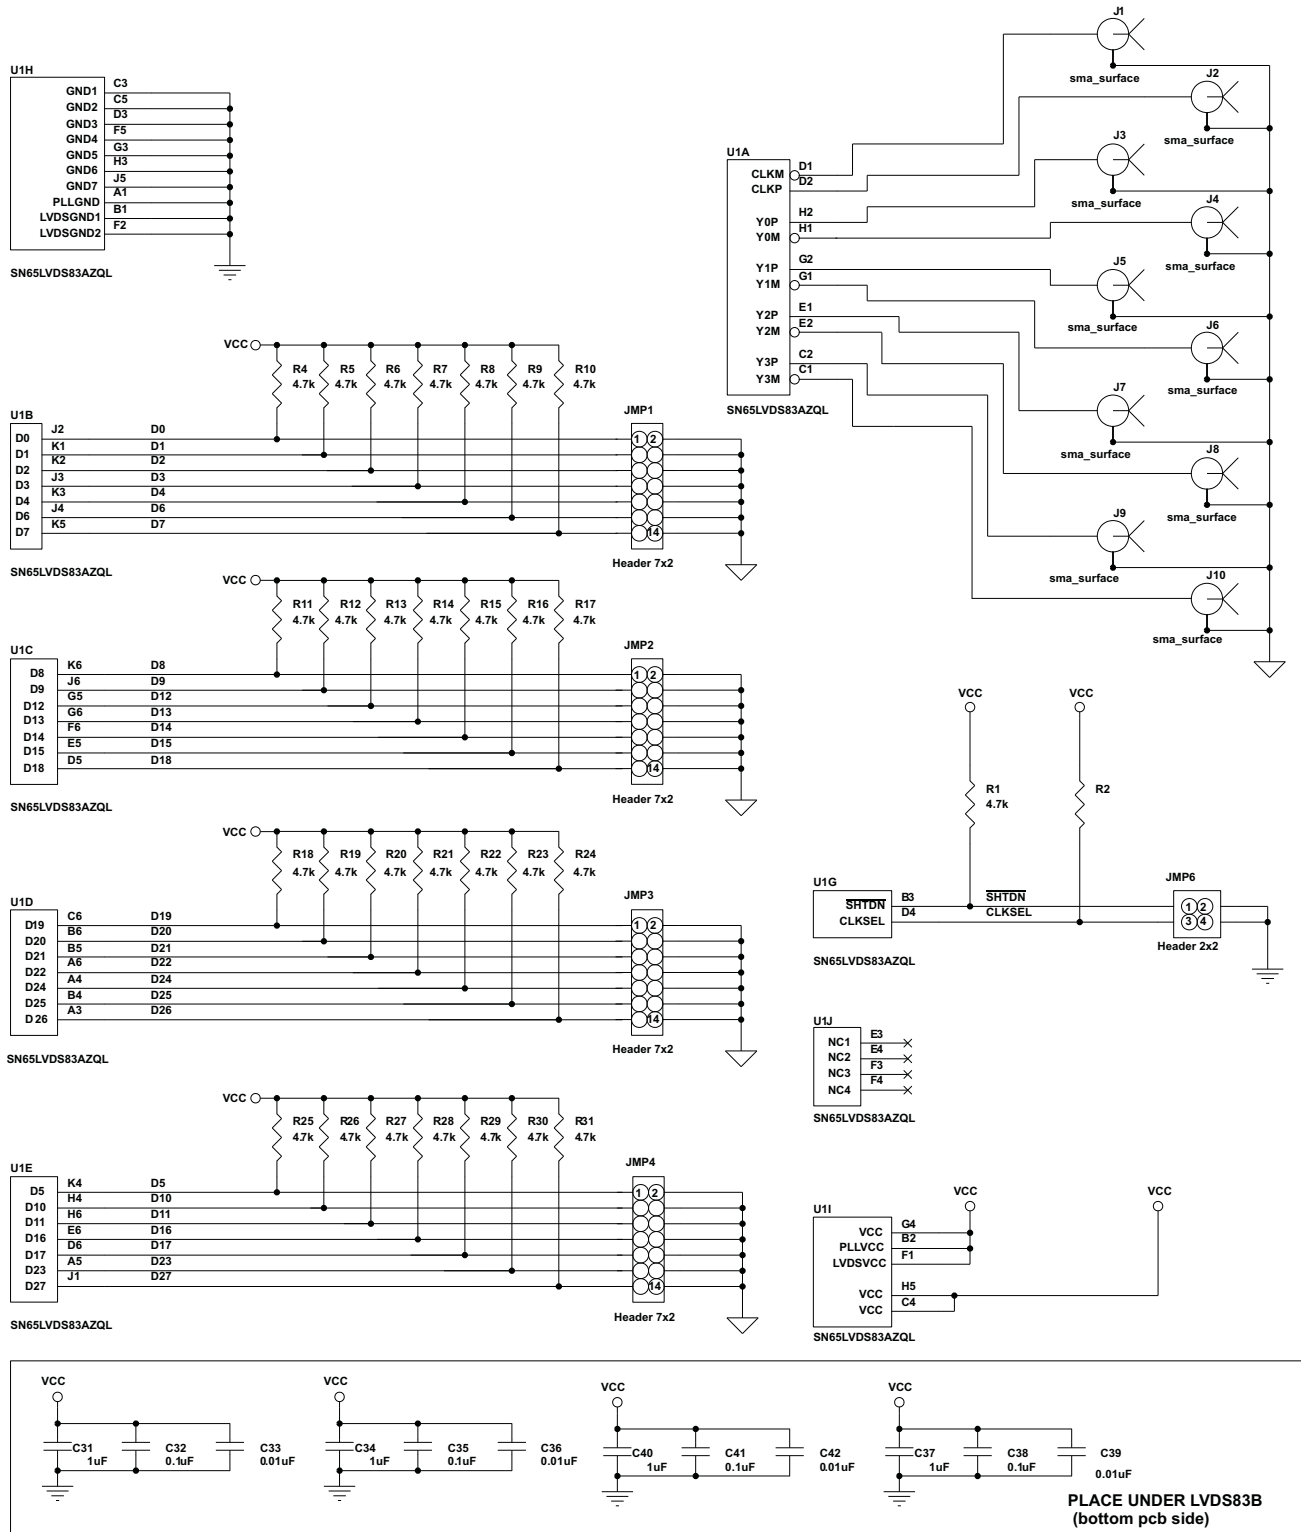 J1
sma_surface
J2
sma_surface
J3
sma_surface
J4
sma_surface
J5
sma_surface
J6
sma_surface
J7
sma_surface
J8
sma_surface
J9
sma_surface
J10
sma_surface
U1H
GND1 C3
GND2 C5
GND3 D3
GND4 F5
GND5 G3
GND6 H3
GND7 J5
PLLGND A1
LVDSGND1 B1
LVDSGND2 F2
SN65LVDS83AZQL
U1A
CLKM D1
CLKP D2
Y0P H2
Y0M H1
Y1P G2
Y1M G1
Y2P E1
Y2M E2
Y3P C2
Y3M C1
SN65LVDS83AZQL
VCC
R4 R5 R6 R7 R8 R9 R10
4.7k 4.7k 4.7k 4.7k 4.7k 4.7k 4.7k
U1B
JMP1
D0 J2 D0 1 2
D1 K1 D1
D2 K2 D2
D3 J3 D3
D4 K3 D4
D6 J4 D6
D7 K5 D7 14
Header 7x2
SN65LVDS83AZQL
VCC
R11 R12 R13 R14 R15 R16 R17
4.7k 4.7k 4.7k 4.7k 4.7k 4.7k 4.7k
U1C
JMP2
D8 K6 D8 1 2
D9 J6 D9
D12 G5 D12
D13 G6 D13
D14 F6 D14
D15 E5 D15
D18 D5 D18 14
Header 7x2
SN65LVDS83AZQL
VCC
R18 R19 R20 R21 R22 R23 R24
4.7k 4.7k 4.7k 4.7k 4.7k 4.7k 4.7k
U1D
JMP3
D19 C6 D19 1 2
D20 B6 D20
D21 B5 D21
D22 A6 D22
D24 A4 D24
D25 B4 D25
D26 A3 D26 14
Header 7x2
SN65LVDS83AZQL
VCC
R25 R26 R27 R28 R29 R30 R31
4.7k 4.7k 4.7k 4.7k 4.7k 4.7k 4.7k
U1E
JMP4
D5 K4 D5 1 2
D10 H4 D10
D11 H6 D11
D16 E6 D16
D17 D6 D17
D23 A5 D23
D27 J1 D27 14
Header 7x2
SN65LVDS83AZQL
VCC VCC
R1 R2
4.7k
U1G
JMP6
SHTDN B3 SHTDN 1 2
CLKSEL D4 CLKSEL 3 4
Header 2x2
SN65LVDS83AZQL
U1J
NC1 E3
NC2 E4
NC3 F3
NC4 F4
SN65LVDS83AZQL
VCC VCC
U1I
VCC G4
PLLVCC B2
LVDSVCC F1
VCC H5
VCC C4
SN65LVDS83AZQL
VCC VCC VCC VCC
C31 C32 C33 C34 C35 C36 C40 C41 C42 C37 C38 C39
1uF 0.1uF 0.01uF 1uF 0.1uF 0.01uF 1uF 0.1uF 0.01uF 1uF 0.1uF 0.01uF
PLACE UNDER LVDS83B
(bottom pcb side)